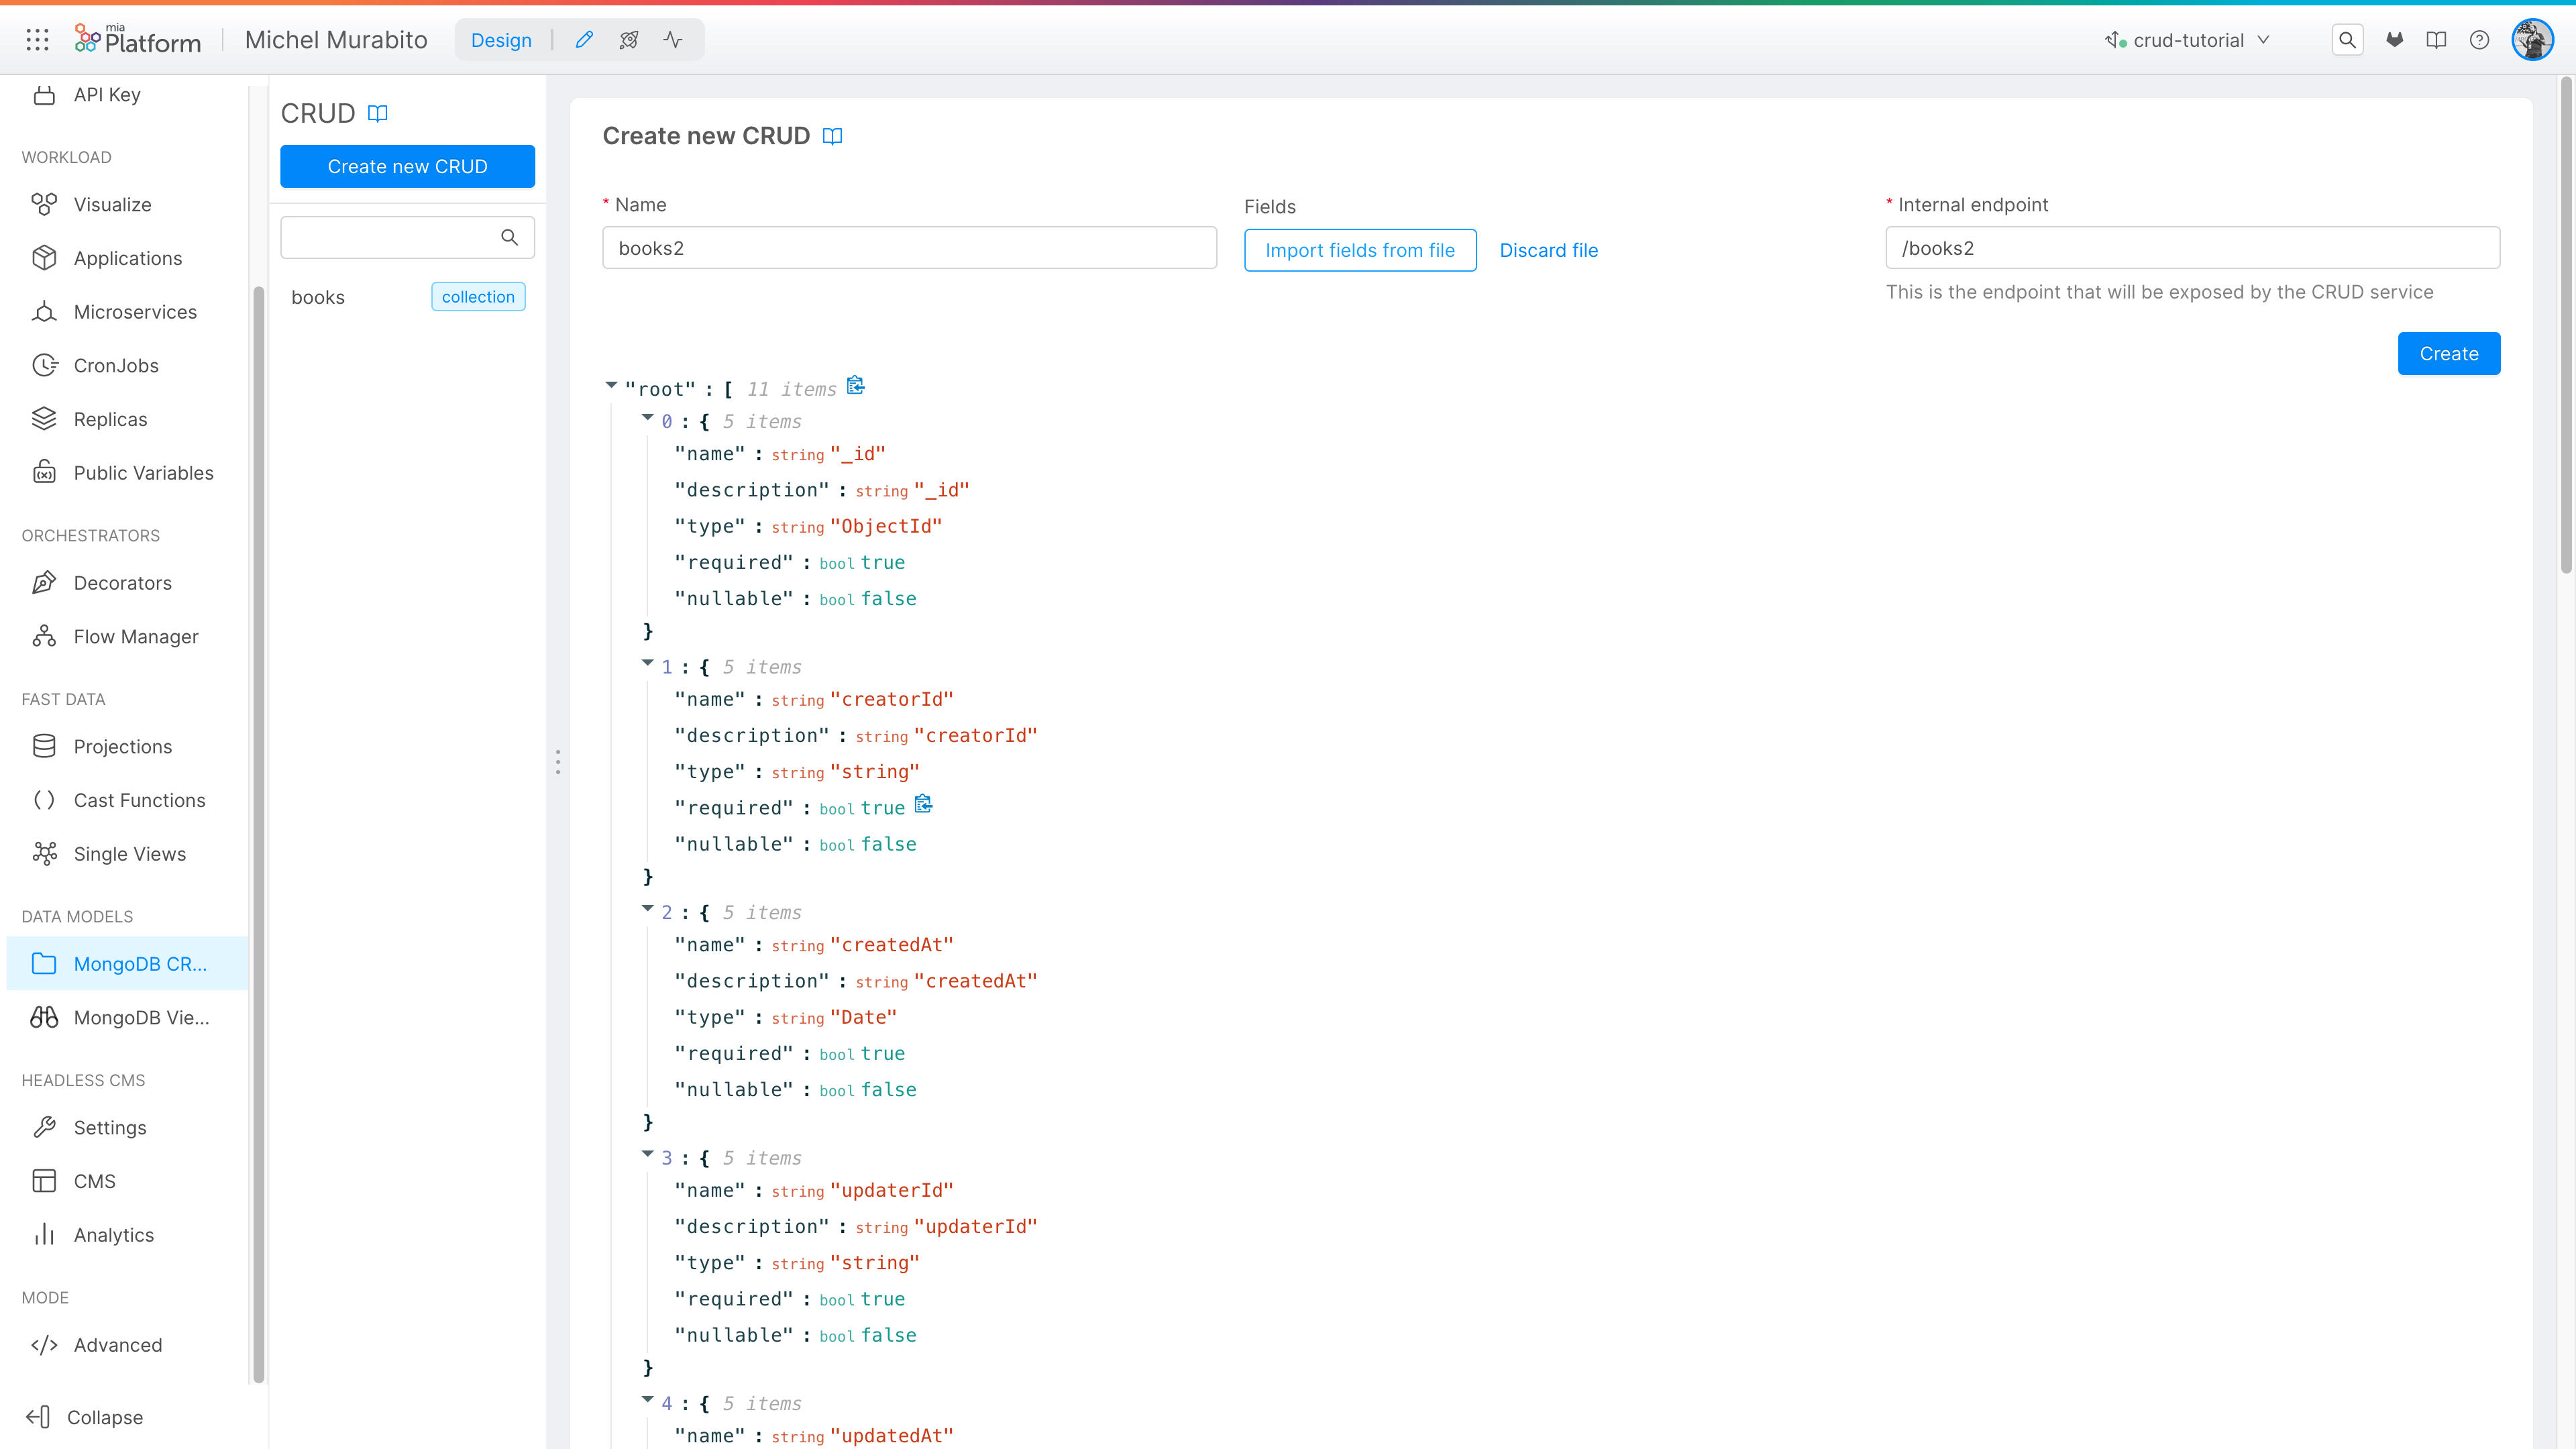 mia
Platform
Michel Murabito
Design
crud-tutorial
API Key
WORKLOAD
Visualize
Applications
Microservices
CronJobs
Replicas
Public Variables
ORCHESTRATORS
Decorators
Flow Manager
FAST DATA
Projections
Cast Functions
Single Views
DATA MODELS
MongoDB CR...
MongoDB Vie...
HEADLESS CMS
Settings
CMS
Analytics
MODE
Advanced
Collapse
CRUD
Create new CRUD
books
collection
Create new CRUD
* Name
books2
Fields
Import fields from file
Discard file
* Internal endpoint
/books2
This is the endpoint that will be exposed by the CRUD service
Create
"root" : [ 11 items
0 : { 5 items
"name" : string "_id"
"description" : string "_id"
"type" : string "ObjectId"
"required" : bool true
"nullable" : bool false
}
1 : { 5 items
"name" : string "creatorId"
"description" : string "creatorId"
"type" : string "string"
"required" : bool true
"nullable" : bool false
}
2 : { 5 items
"name" : string "createdAt"
"description" : string "createdAt"
"type" : string "Date"
"required" : bool true
"nullable" : bool false
}
3 : { 5 items
"name" : string "updaterId"
"description" : string "updaterId"
"type" : string "string"
"required" : bool true
"nullable" : bool false
}
4 : { 5 items
"name" : string "updatedAt"